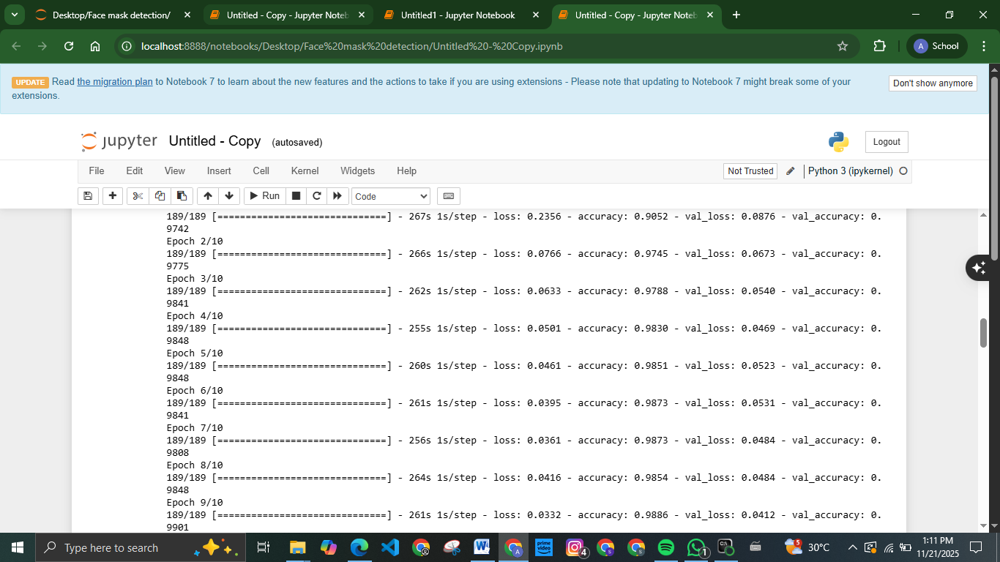 Desktop/Face mask detection/
Untitled - Copy - Jupyter Noteb
Untitled1 - Jupyter Notebook
Untitled - Copy - Jupyter Noteb
localhost:8888/notebooks/Desktop/Face%20mask%20detection/Untitled%20-%20Copy.ipynb
A School
UPDATE Read the migration plan to Notebook 7 to learn about the new features and the actions to take if you are using extensions - Please note that updating to Notebook 7 might break some of your
extensions.
Don't show anymore
jupyter Untitled - Copy (autosaved)
Logout
File Edit View Insert Cell Kernel Widgets Help
Not Trusted
Python 3 (ipykernel)
Run
Code
189/189 [==============================] - 267s 1s/step - loss: 0.2356 - accuracy: 0.9052 - val_loss: 0.0876 - val_accuracy: 0.
9742
Epoch 2/10
189/189 [==============================] - 266s 1s/step - loss: 0.0766 - accuracy: 0.9745 - val_loss: 0.0673 - val_accuracy: 0.
9775
Epoch 3/10
189/189 [==============================] - 262s 1s/step - loss: 0.0633 - accuracy: 0.9788 - val_loss: 0.0540 - val_accuracy: 0.
9841
Epoch 4/10
189/189 [==============================] - 255s 1s/step - loss: 0.0501 - accuracy: 0.9830 - val_loss: 0.0469 - val_accuracy: 0.
9848
Epoch 5/10
189/189 [==============================] - 260s 1s/step - loss: 0.0461 - accuracy: 0.9851 - val_loss: 0.0523 - val_accuracy: 0.
9848
Epoch 6/10
189/189 [==============================] - 261s 1s/step - loss: 0.0395 - accuracy: 0.9873 - val_loss: 0.0531 - val_accuracy: 0.
9841
Epoch 7/10
189/189 [==============================] - 256s 1s/step - loss: 0.0361 - accuracy: 0.9873 - val_loss: 0.0484 - val_accuracy: 0.
9808
Epoch 8/10
189/189 [==============================] - 264s 1s/step - loss: 0.0416 - accuracy: 0.9854 - val_loss: 0.0484 - val_accuracy: 0.
9848
Epoch 9/10
189/189 [==============================] - 261s 1s/step - loss: 0.0332 - accuracy: 0.9886 - val_loss: 0.0412 - val_accuracy: 0.
9901
Type here to search
prime
video
4
1
5
30°C
1:11 PM
11/21/2025